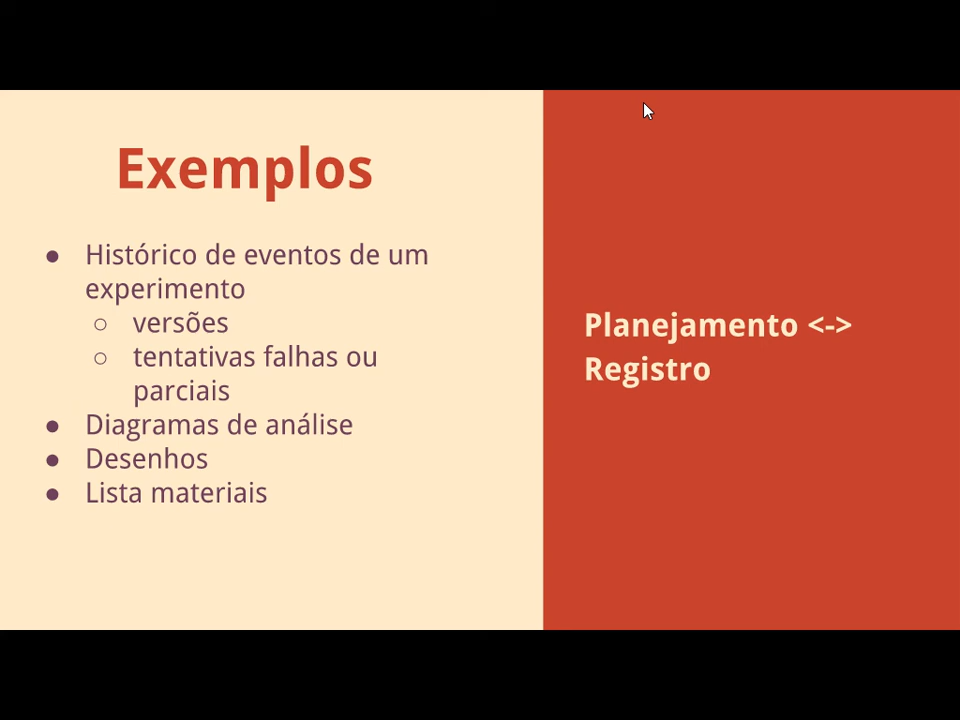 Exemplos
● Histórico de eventos de um
experimento
○ versões
○ tentativas falhas ou
parciais
● Diagramas de análise
● Desenhos
● Lista materiais
Planejamento <->
Registro